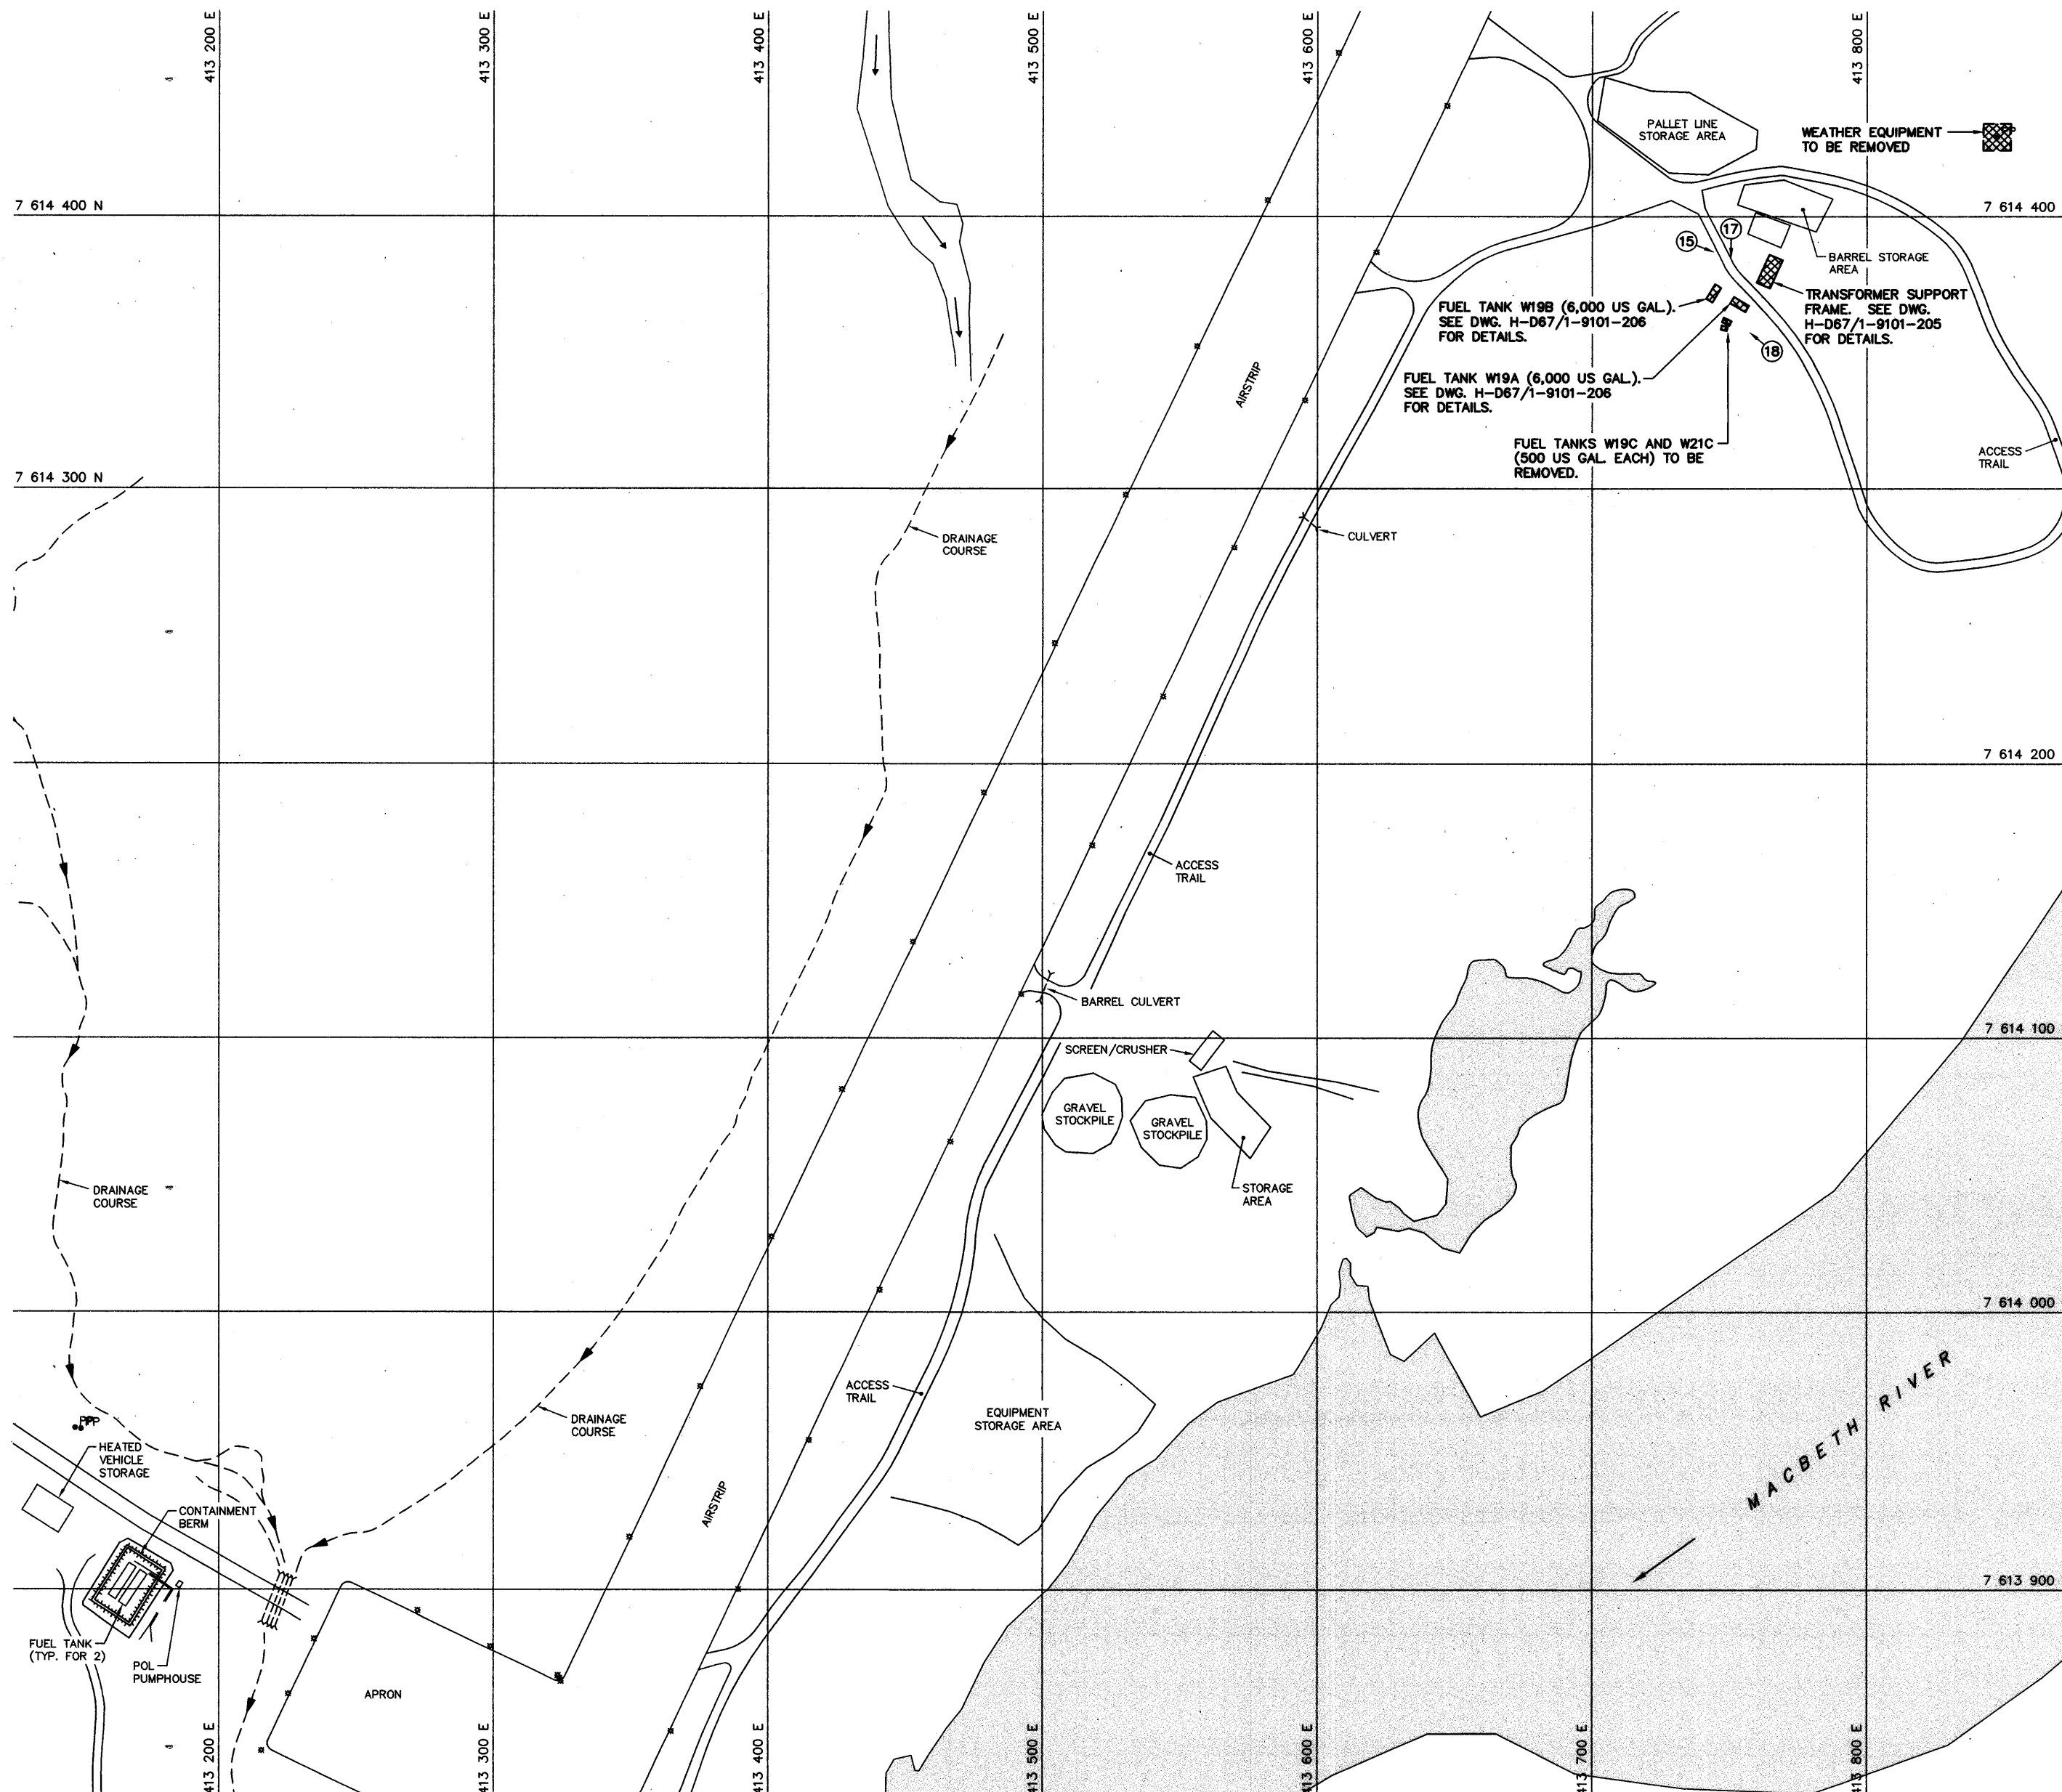 413 200 E
413 300 E
413 400 E
413 500 E
413 600 E
413 800 E
PALLET LINE
STORAGE AREA
WEATHER EQUIPMENT
TO BE REMOVED
7 614 400 N
7 614 400
15
17
BARREL STORAGE
AREA
FUEL TANK W19B (6,000 US GAL.).
SEE DWG. H-D67/1-9101-206
FOR DETAILS.
TRANSFORMER SUPPORT
FRAME. SEE DWG.
H-D67/1-9101-205
FOR DETAILS.
18
AIRSTRIP
FUEL TANK W19A (6,000 US GAL.).
SEE DWG. H-D67/1-9101-206
FOR DETAILS.
FUEL TANKS W19C AND W21C
(500 US GAL. EACH) TO BE
REMOVED.
ACCESS
TRAIL
7 614 300 N
DRAINAGE
COURSE
CULVERT
7 614 200
ACCESS
TRAIL
BARREL CULVERT
7 614 100
SCREEN/CRUSHER
GRAVEL
STOCKPILE
GRAVEL
STOCKPILE
DRAINAGE
COURSE
STORAGE
AREA
7 614 000
MACBETH RIVER
ACCESS
TRAIL
EQUIPMENT
STORAGE AREA
DRAINAGE
COURSE
HEATED
VEHICLE
STORAGE
CONTAINMENT
BERM
AIRSTRIP
7 613 900
FUEL TANK
(TYP. FOR 2)
POL
PUMPHOUSE
APRON
413 200 E
413 300 E
413 400 E
413 500 E
413 600 E
413 700 E
413 800 E